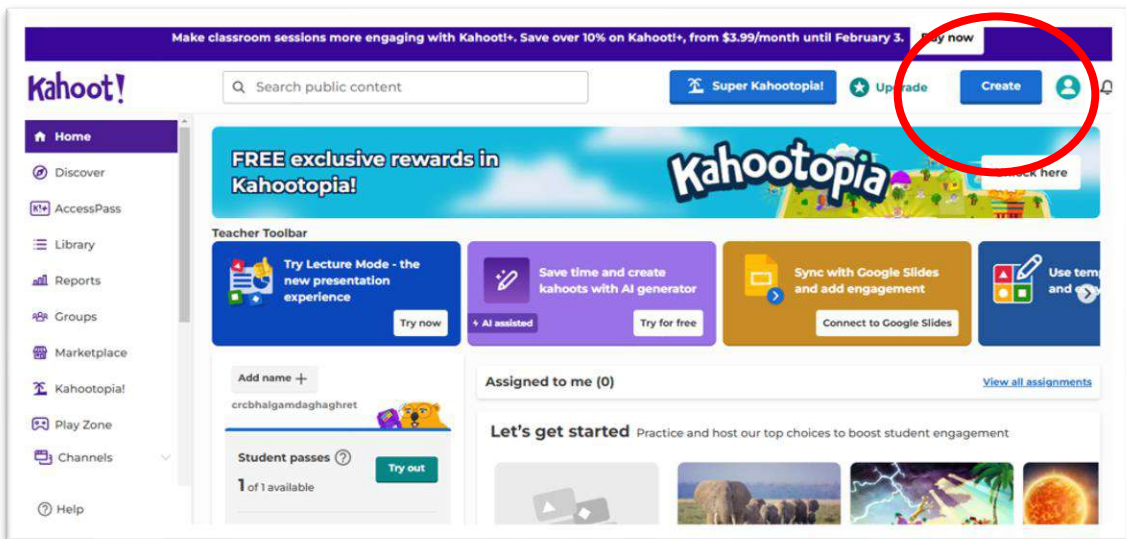 Make classroom sessions more engaging with Kahoot!+. Save over 10% on Kahoot!+, from $3.99/month until February 3.
now
Kahoot!
Search public content
Super Kahootopia!
Upgrade
Create
Home
Discover
K!+ AccessPass
Library
Reports
Groups
Marketplace
Kahootopia!
Play Zone
Channels
Help
FREE exclusive rewards in
Kahootopia!
Kahootopia
here
Teacher Toolbar
Try Lecture Mode - the
new presentation
experience
Try now
Save time and create
kahoots with AI generator
AI assisted
Try for free
Sync with Google Slides
and add engagement
Connect to Google Slides
Use
and
Add name +
crcbhalgamdaghaghret
Student passes
1 of 1 available
Try out
Assigned to me (0)
View all assignments
Let's get started Practice and host our top choices to boost student engagement